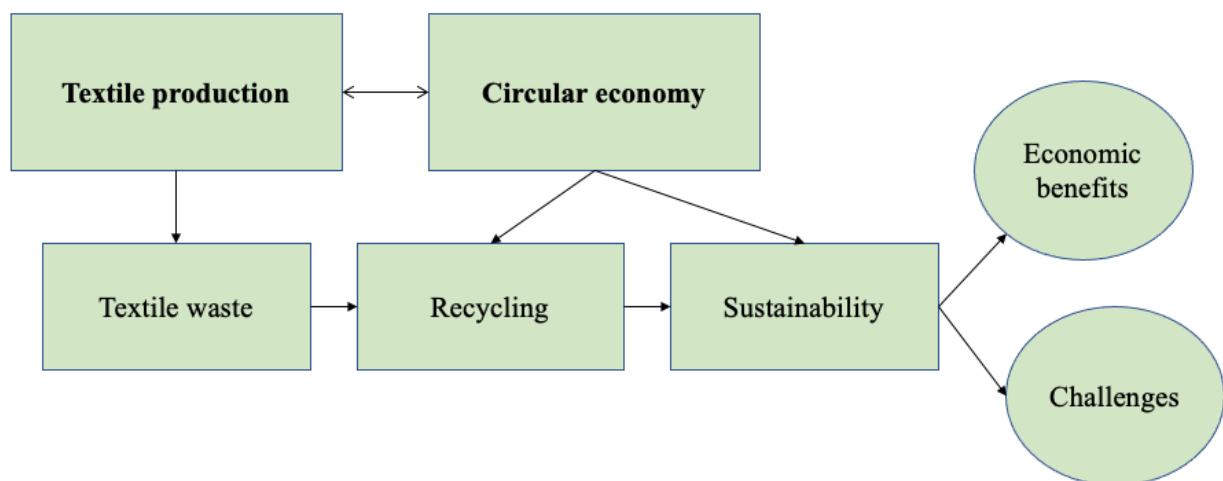 Textile production
Circular economy
Economic
benefits
Textile waste
Recycling
Sustainability
Challenges